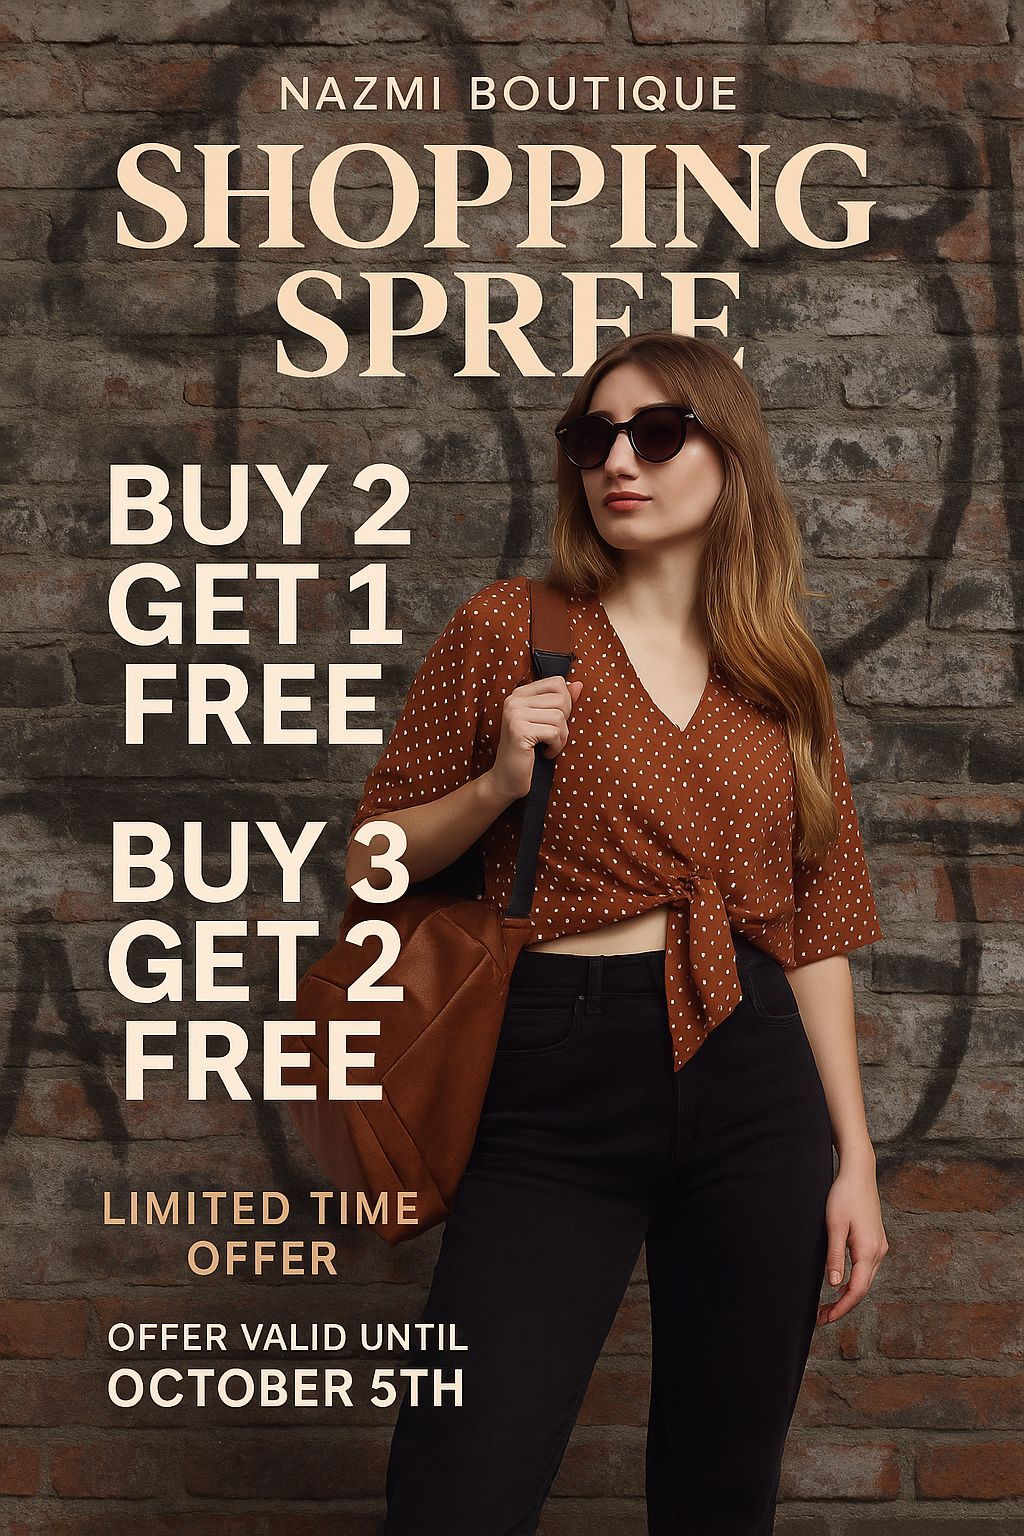 NAZMI BOUTIQUE
SHOPPING
SPREE
BUY 2
GET 1
FREE
BUY 3
GET 2
FREE
LIMITED TIME
OFFER
OFFER VALID UNTIL
OCTOBER 5TH